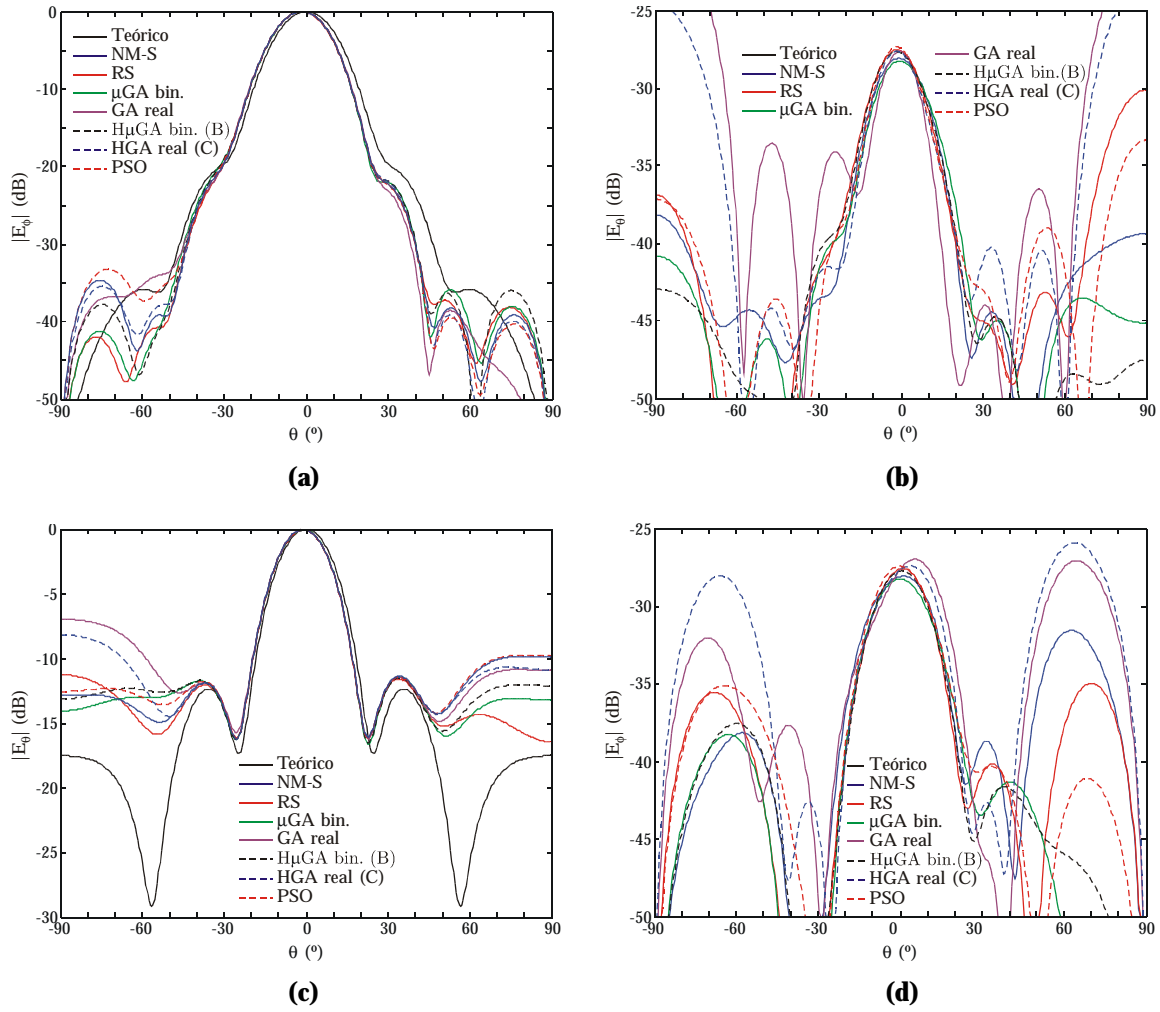 0
-10
-20
-30
-40
-50
-90
-60
-30
0
30
60
90
|Eϕ| (dB)
θ (º)
Teórico
NM-S
RS
μGA bin.
GA real
HμGA bin. (B)
HGA real (C)
PSO
(a)
-25
-30
-35
-40
-45
-50
-90
-60
-30
0
30
60
90
|Eθ| (dB)
θ (º)
Teórico
NM-S
RS
μGA bin.
GA real
HμGA bin.(B)
HGA real (C)
PSO
(b)
0
-5
-10
-15
-20
-25
-30
-90
-60
-30
0
30
60
90
|Eθ| (dB)
θ (º)
Teórico
NM-S
RS
μGA bin.
GA real
HμGA bin. (B)
HGA real (C)
PSO
(c)
-25
-30
-35
-40
-45
-50
-90
-60
-30
0
30
60
90
|Eϕ| (dB)
θ (º)
Teórico
NM-S
RS
μGA bin.
GA real
HμGA bin.(B)
HGA real (C)
PSO
(d)